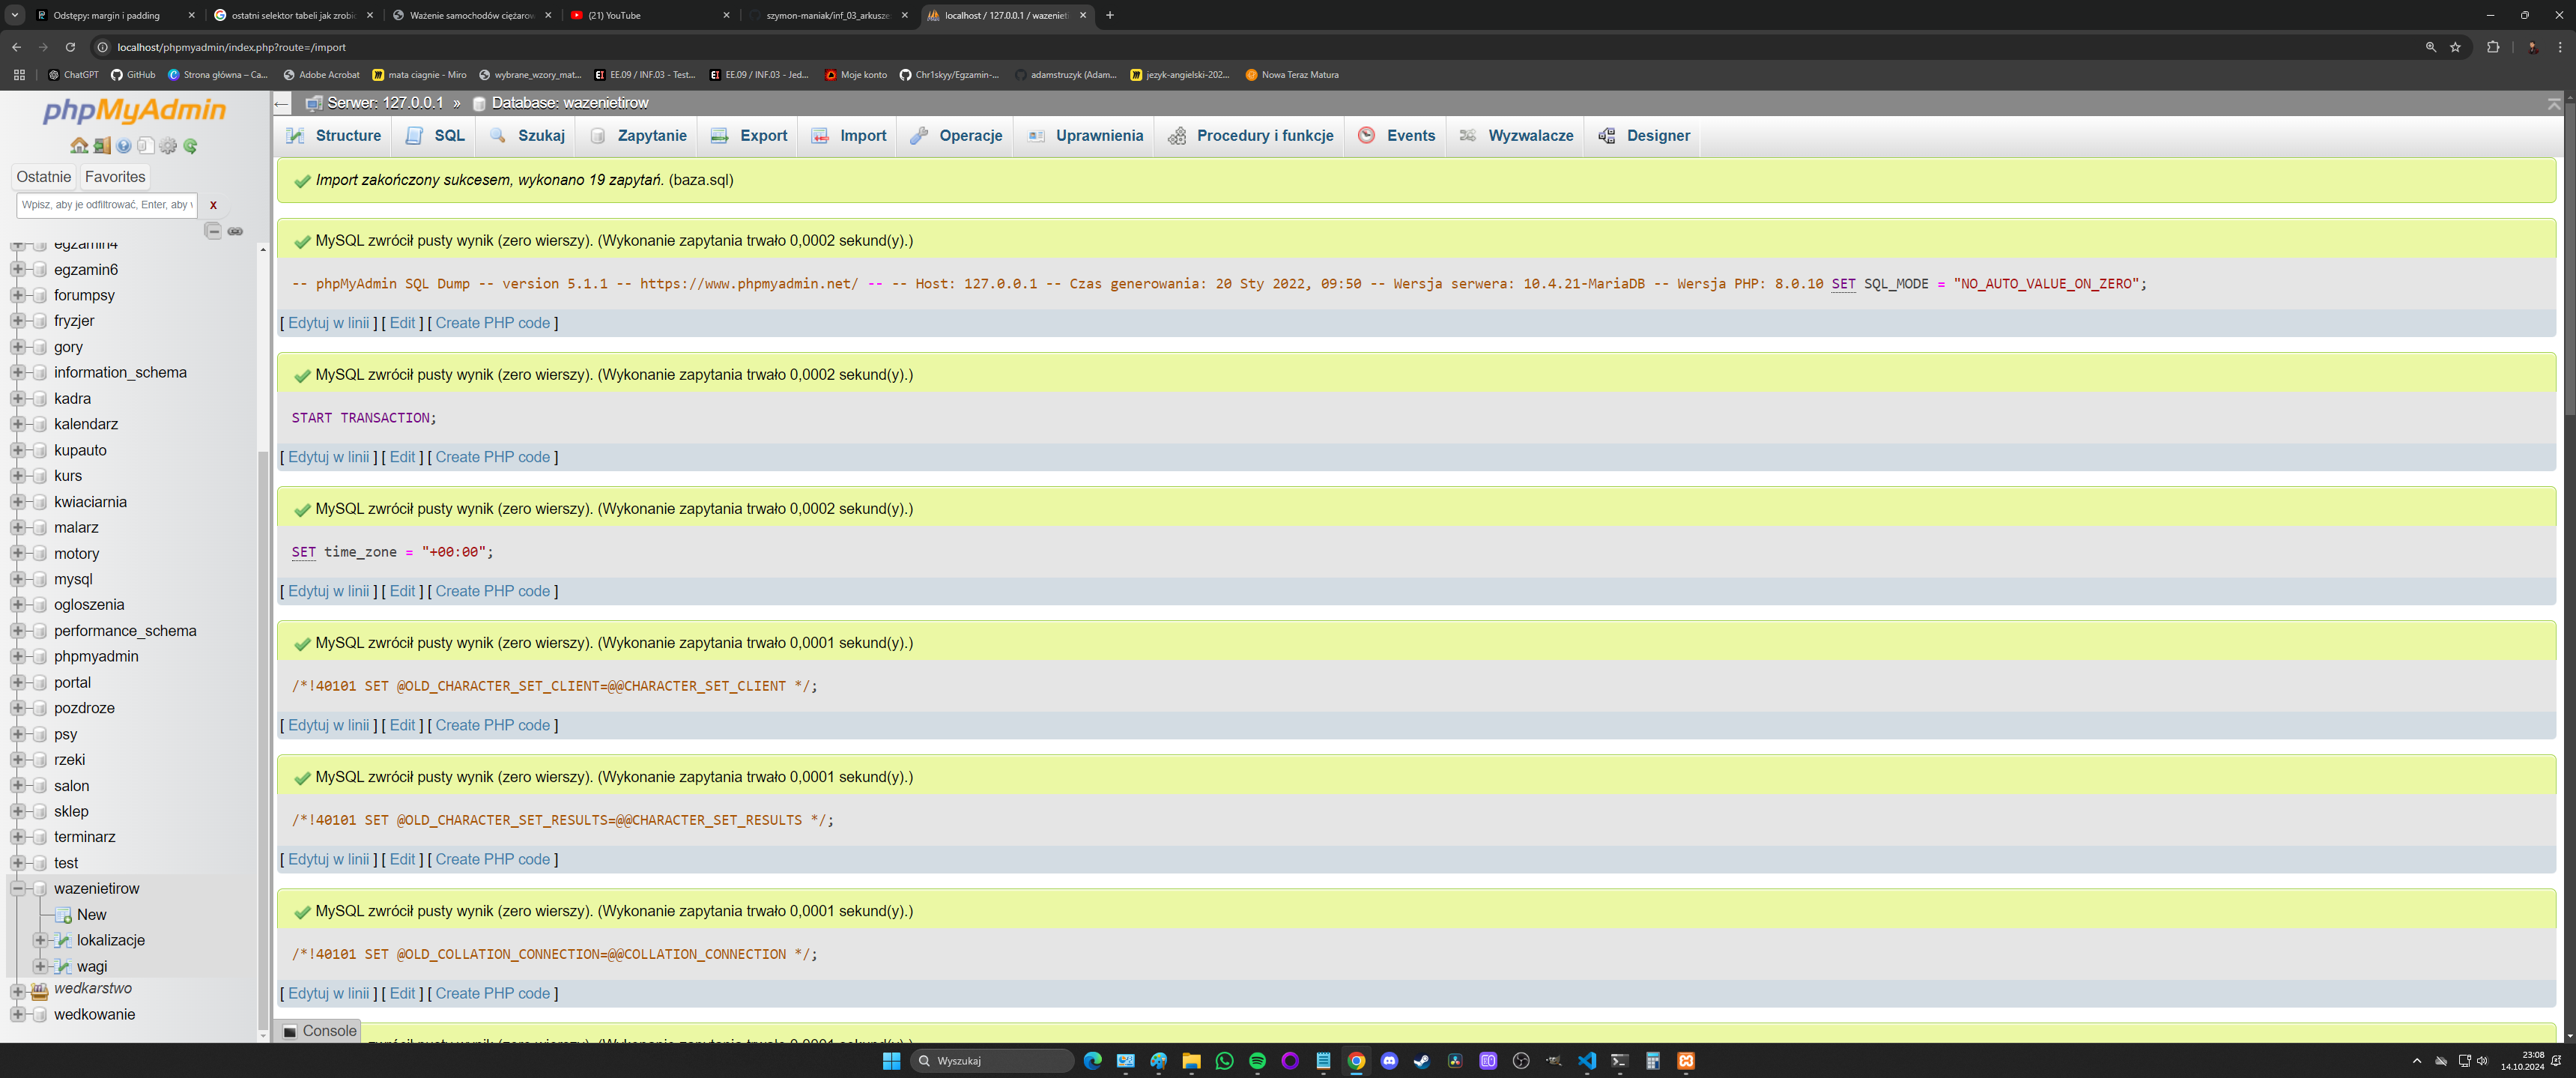 Odstępy: margin i padding
ostatni selektor tabeli jak zrobić
Ważenie samochodów ciężarow
(21) YouTube
szymon-maniak/inf_03_arkusze
localhost / 127.0.0.1 / wazenieti
localhost/phpmyadmin/index.php?route=/import
ChatGPT
GitHub
Strona główna – Ca...
Adobe Acrobat
mata ciagnie - Miro
wybrane_wzory_mat...
EE.09 / INF.03 - Test...
EE.09 / INF.03 - Jed...
Moje konto
Chr1skyy/Egzamin-...
adamstruzyk (Adam...
jezyk-angielski-202...
Nowa Teraz Matura
phpMyAdmin
Ostatnie
Favorites
Wpisz, aby je odfiltrować, Enter, aby
X
egzamin4
egzamin6
forumpsy
fryzjer
gory
information_schema
kadra
kalendarz
kupauto
kurs
kwiaciarnia
malarz
motory
mysql
ogloszenia
performance_schema
phpmyadmin
portal
pozdroze
psy
rzeki
salon
sklep
terminarz
test
wazenietirow
New
lokalizacje
wagi
wedkarstwo
wedkowanie
Serwer: 127.0.0.1 » Database: wazenietirow
Structure
SQL
Szukaj
Zapytanie
Export
Import
Operacje
Uprawnienia
Procedury i funkcje
Events
Wyzwalacze
Designer
Import zakończony sukcesem, wykonano 19 zapytań. (baza.sql)
MySQL zwrócił pusty wynik (zero wierszy). (Wykonanie zapytania trwało 0,0002 sekund(y).)
-- phpMyAdmin SQL Dump -- version 5.1.1 -- https://www.phpmyadmin.net/ -- -- Host: 127.0.0.1 -- Czas generowania: 20 Sty 2022, 09:50 -- Wersja serwera: 10.4.21-MariaDB -- Wersja PHP: 8.0.10 SET SQL_MODE = "NO_AUTO_VALUE_ON_ZERO";
[ Edytuj w linii ] [ Edit ] [ Create PHP code ]
MySQL zwrócił pusty wynik (zero wierszy). (Wykonanie zapytania trwało 0,0002 sekund(y).)
START TRANSACTION;
[ Edytuj w linii ] [ Edit ] [ Create PHP code ]
MySQL zwrócił pusty wynik (zero wierszy). (Wykonanie zapytania trwało 0,0002 sekund(y).)
SET time_zone = "+00:00";
[ Edytuj w linii ] [ Edit ] [ Create PHP code ]
MySQL zwrócił pusty wynik (zero wierszy). (Wykonanie zapytania trwało 0,0001 sekund(y).)
/*!40101 SET @OLD_CHARACTER_SET_CLIENT=@@CHARACTER_SET_CLIENT */;
[ Edytuj w linii ] [ Edit ] [ Create PHP code ]
MySQL zwrócił pusty wynik (zero wierszy). (Wykonanie zapytania trwało 0,0001 sekund(y).)
/*!40101 SET @OLD_CHARACTER_SET_RESULTS=@@CHARACTER_SET_RESULTS */;
[ Edytuj w linii ] [ Edit ] [ Create PHP code ]
MySQL zwrócił pusty wynik (zero wierszy). (Wykonanie zapytania trwało 0,0001 sekund(y).)
/*!40101 SET @OLD_COLLATION_CONNECTION=@@COLLATION_CONNECTION */;
[ Edytuj w linii ] [ Edit ] [ Create PHP code ]
zwrócił pusty wynik (zero wierszy). (Wykonanie zapytania trwało 0,0001 sekund(y).)
Console
Wyszukaj
23:08
14.10.2024